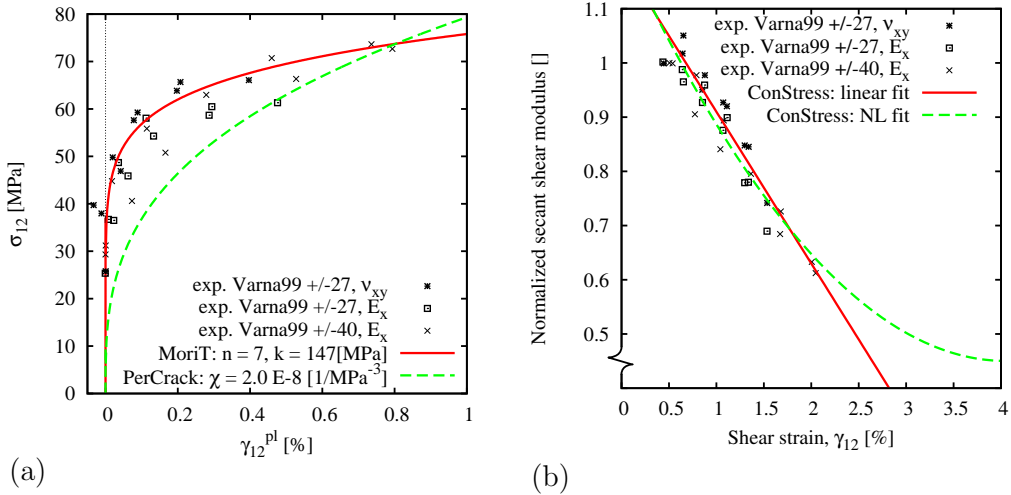 80
70
60
50
40
30
20
10
0
σ12 [MPa]
exp. Varna99 +/-27, νxy
exp. Varna99 +/-27, Ex
exp. Varna99 +/-40, Ex
MoriT: n = 7, k = 147[MPa]
PerCrack: χ = 2.0 E-8 [1/MPa-3]
0 0.2 0.4 0.6 0.8 1
γ12pl [%]
(a)
1.1
1
0.9
0.8
0.7
0.6
0.5
Normalized secant shear modulus []
exp. Varna99 +/-27, νxy
exp. Varna99 +/-27, Ex
exp. Varna99 +/-40, Ex
ConStress: linear fit
ConStress: NL fit
0 0.5 1 1.5 2 2.5 3 3.5 4
Shear strain, γ12 [%]
(b)